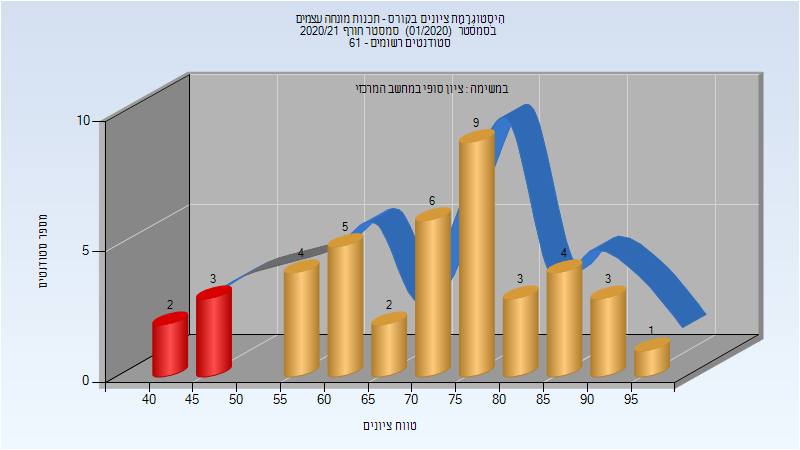 היסטוגרמת ציונים בקורס - תכנות מונחה עצמים
בסמסטר (01/2020) סמסטר חורף 2020/21
סטודנטים רשומים - 61
במשימה : ציון סופי במחשב המרכזי
מספר סטודנטים
10
5
0
2
3
4
5
2
6
9
3
4
3
1
40 45 50 55 60 65 70 75 80 85 90 95
טווח ציונים